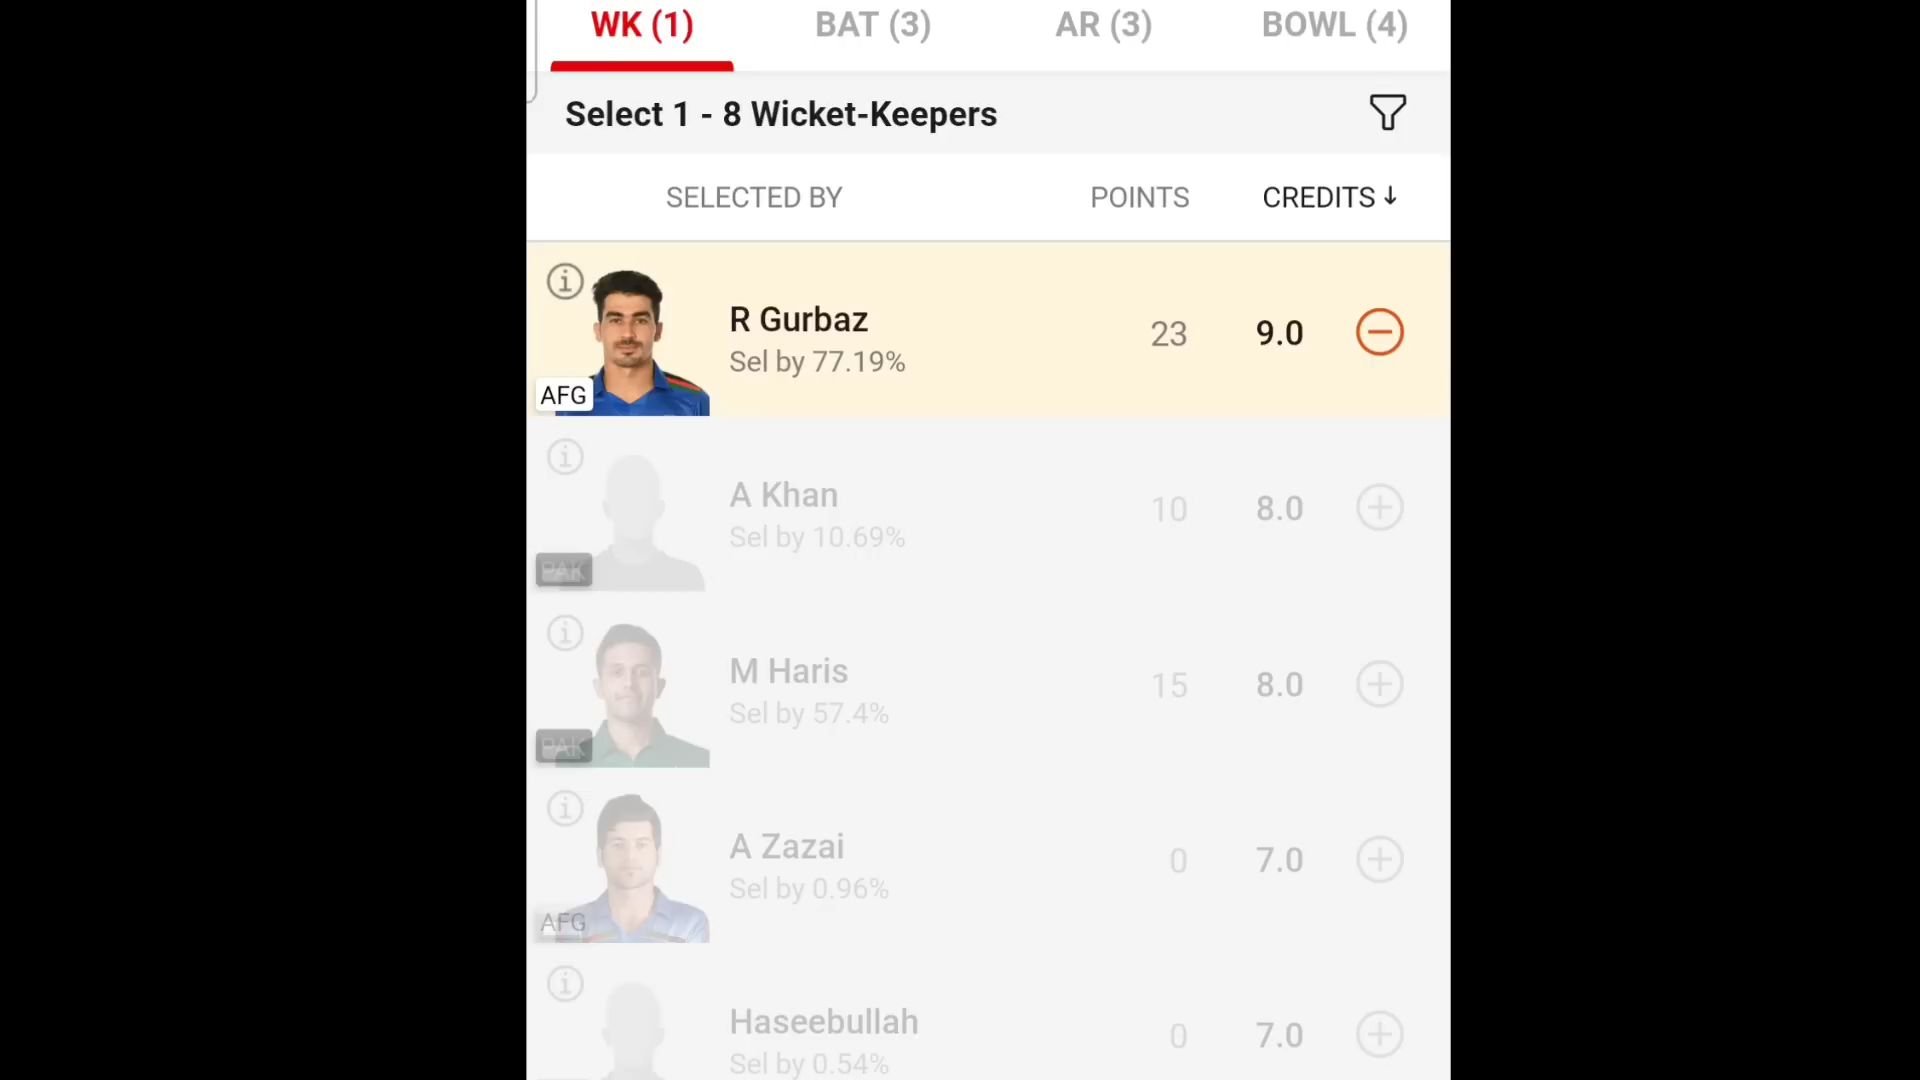 WK (1) BAT (3) AR (3) BOWL (4)
Select 1 - 8 Wicket-Keepers
SELECTED BY POINTS CREDITS ↓
R Gurbaz 23 9.0
Sel by 77.19%
AFG
A Khan 10 8.0
Sel by 10.69%
PAK
M Haris 15 8.0
Sel by 57.4%
PAK
A Zazai 0 7.0
Sel by 0.96%
AFG
Haseebullah 0 7.0
Sel by 0.54%